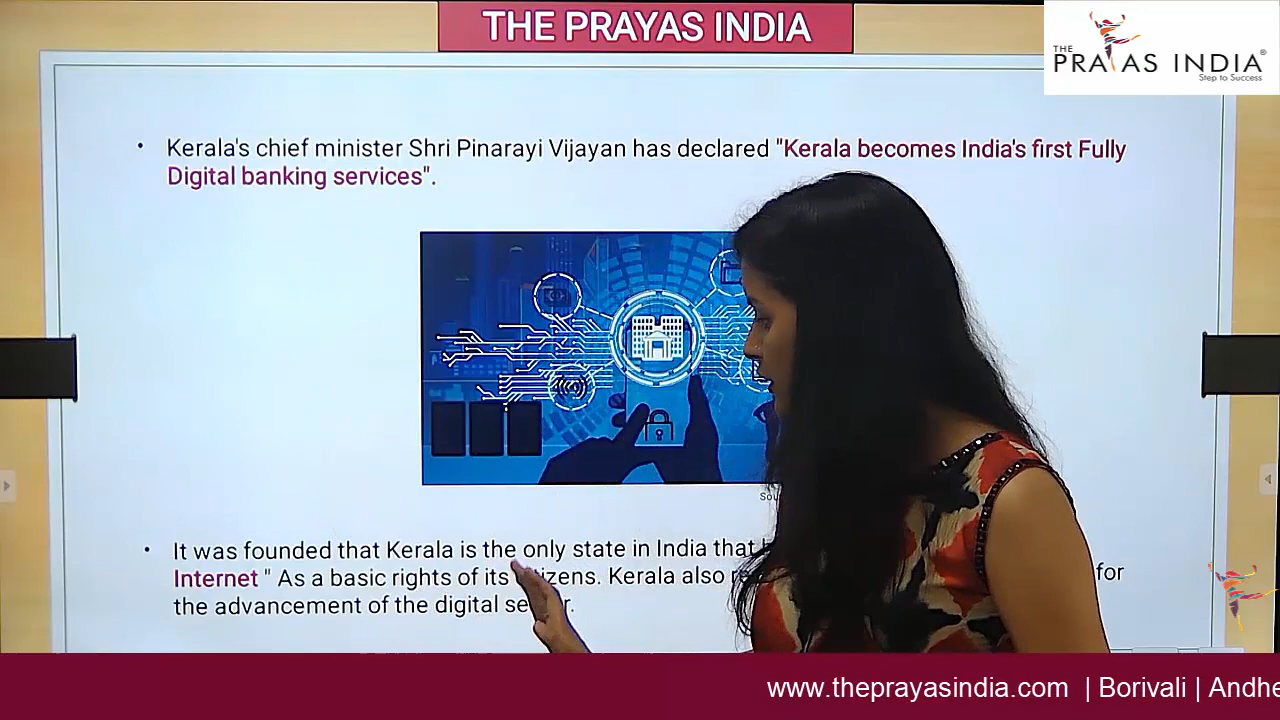 THE PRAYAS INDIA
THE
PRAYAS INDIA
Step to Success
• Kerala's chief minister Shri Pinarayi Vijayan has declared "Kerala becomes India's first Fully
Digital banking services".
• It was founded that Kerala is the only state in India that
Internet " As a basic rights of its citizens. Kerala also for
the advancement of the digital
www.theprayasindia.com | Borivali |